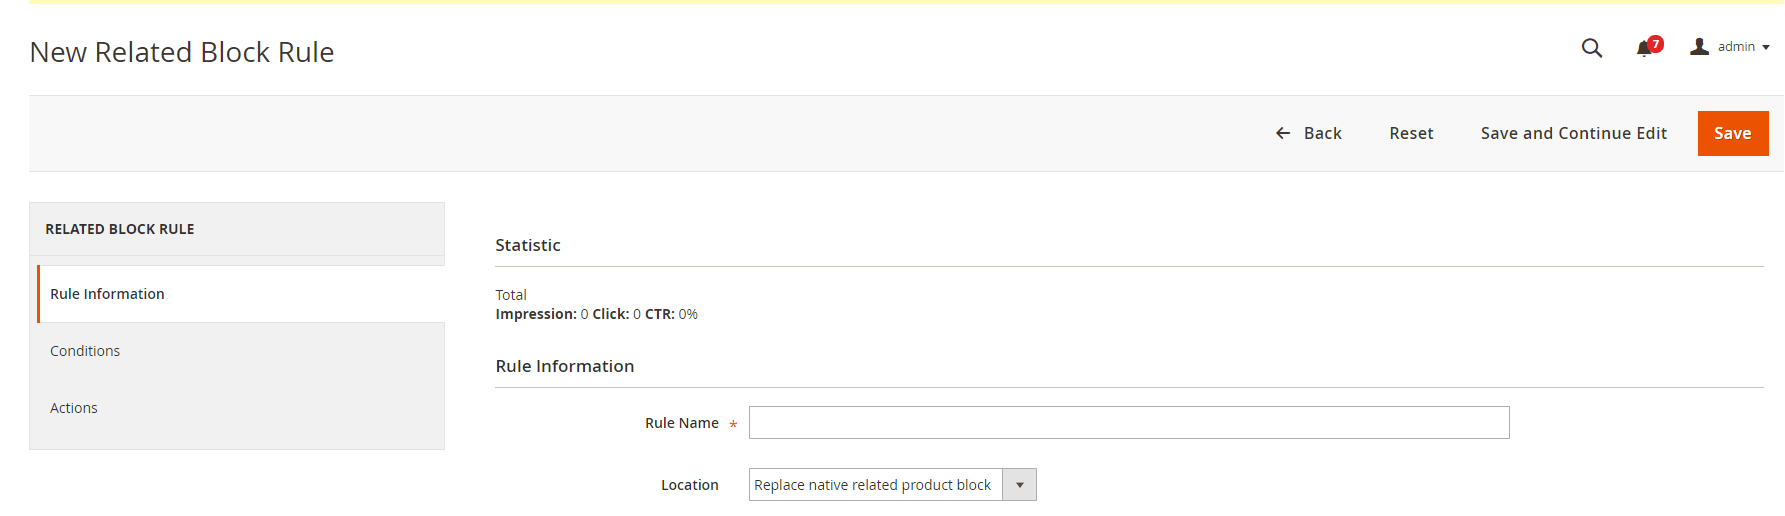 New Related Block Rule
7
admin
Back
Reset
Save and Continue Edit
Save
RELATED BLOCK RULE
Rule Information
Conditions
Actions
Statistic
Total
Impression: 0 Click: 0 CTR: 0%
Rule Information
Rule Name *
Location
Replace native related product block